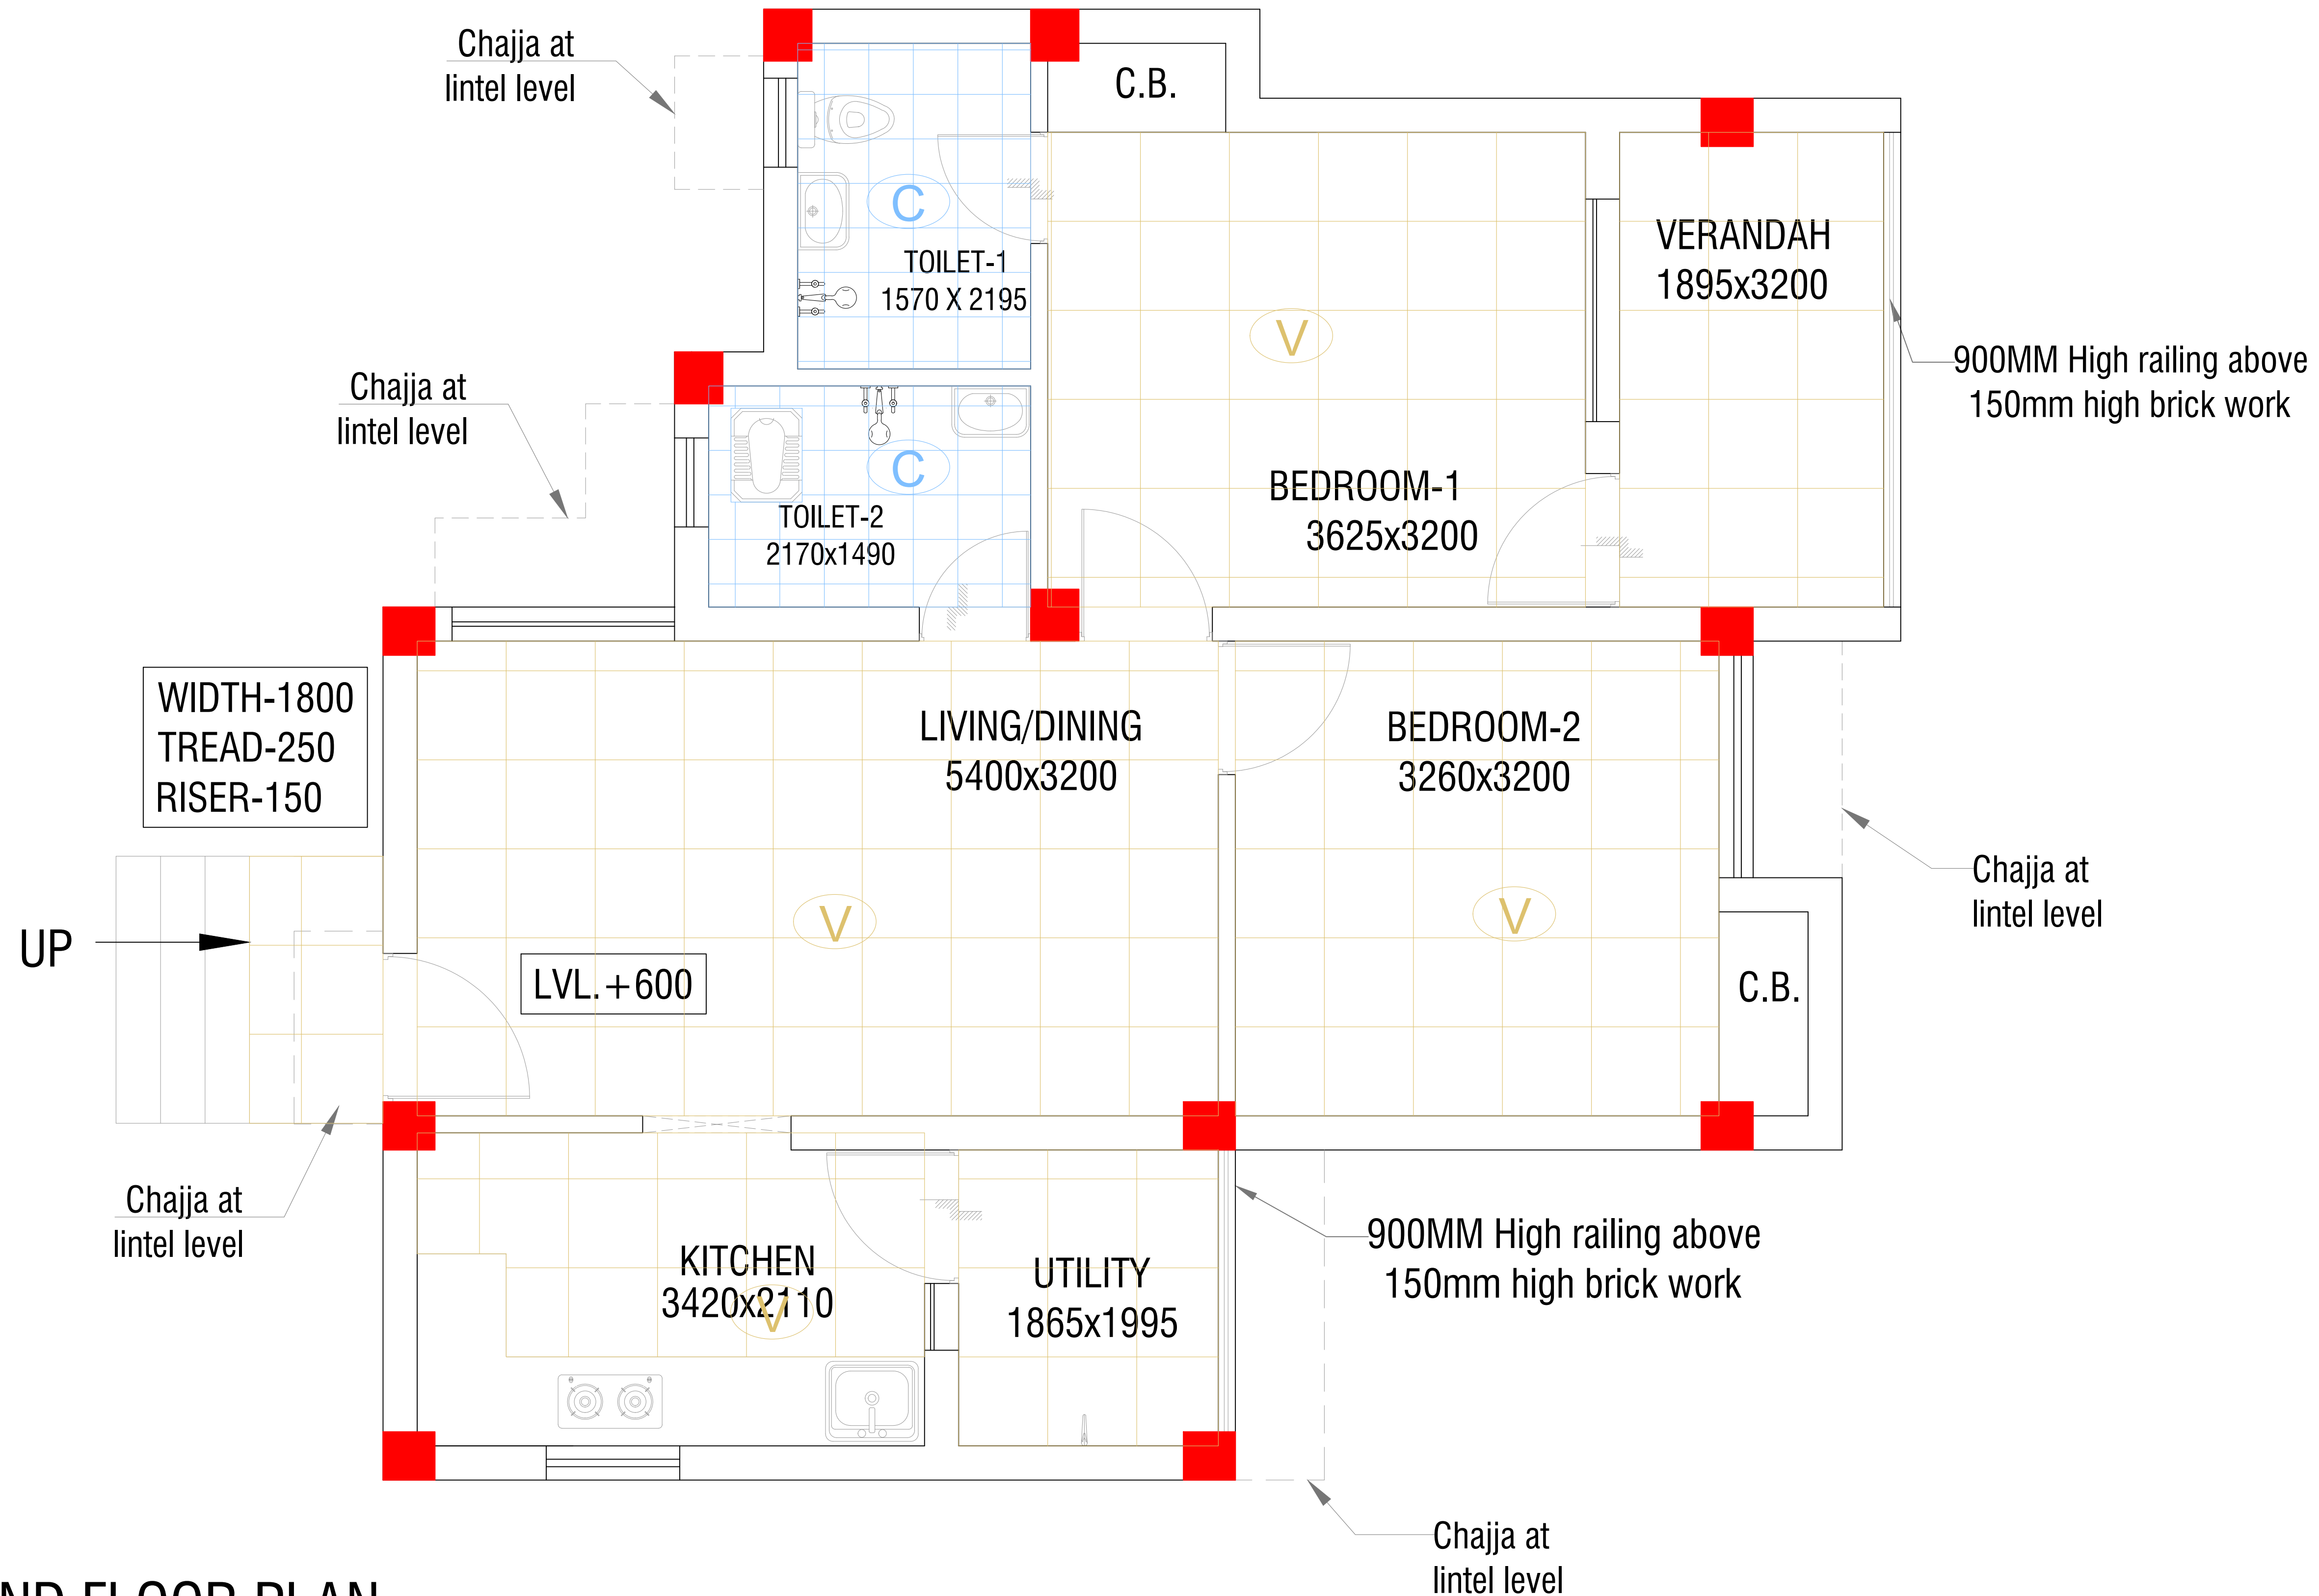 Chajja at
lintel level
C.B.
C
TOILET-1
1570 X 2195
VERANDAH
1895x3200
V
900MM High railing above
150mm high brick work
Chajja at
lintel level
C
TOILET-2
2170x1490
BEDROOM-1
3625x3200
WIDTH-1800
TREAD-250
RISER-150
LIVING/DINING
5400x3200
BEDROOM-2
3260x3200
Chajja at
lintel level
V
V
UP
LVL.+600
C.B.
Chajja at
lintel level
KITCHEN
3420x2110
V
UTILITY
1865x1995
900MM High railing above
150mm high brick work
Chajja at
lintel level
FLOOR PLAN